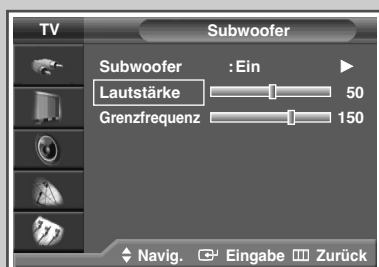 TV Subwoofer
Subwoofer :Ein
Lautstärke 50
Grenzfrequenz 150
Navig. Eingabe Zurück